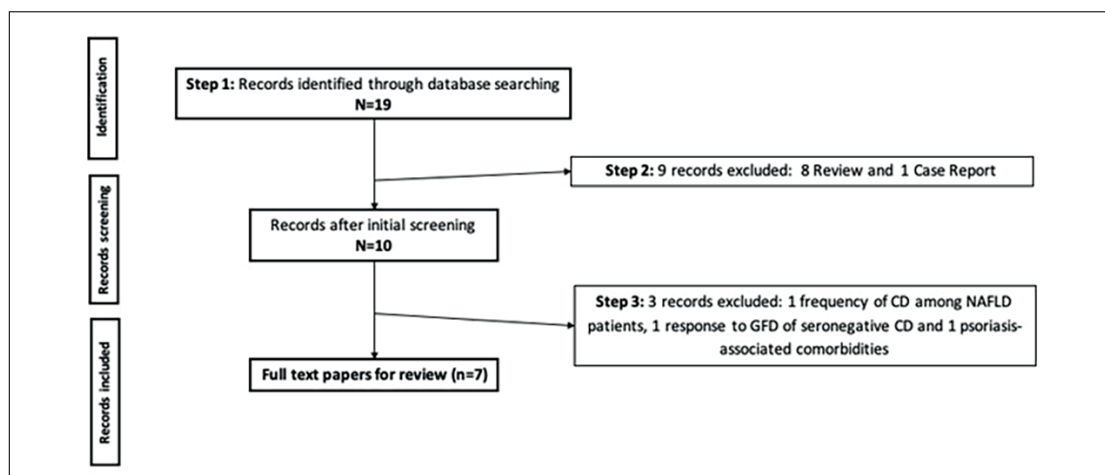 Identification
Step 1: Records identified through database searching
N=19
Step 2: 9 records excluded: 8 Review and 1 Case Report
Records screening
Records after initial screening
N=10
Step 3: 3 records excluded: 1 frequency of CD among NAFLD
patients, 1 response to GFD of seronegative CD and 1 psoriasis-
associated comorbidities
Records included
Full text papers for review (n=7)